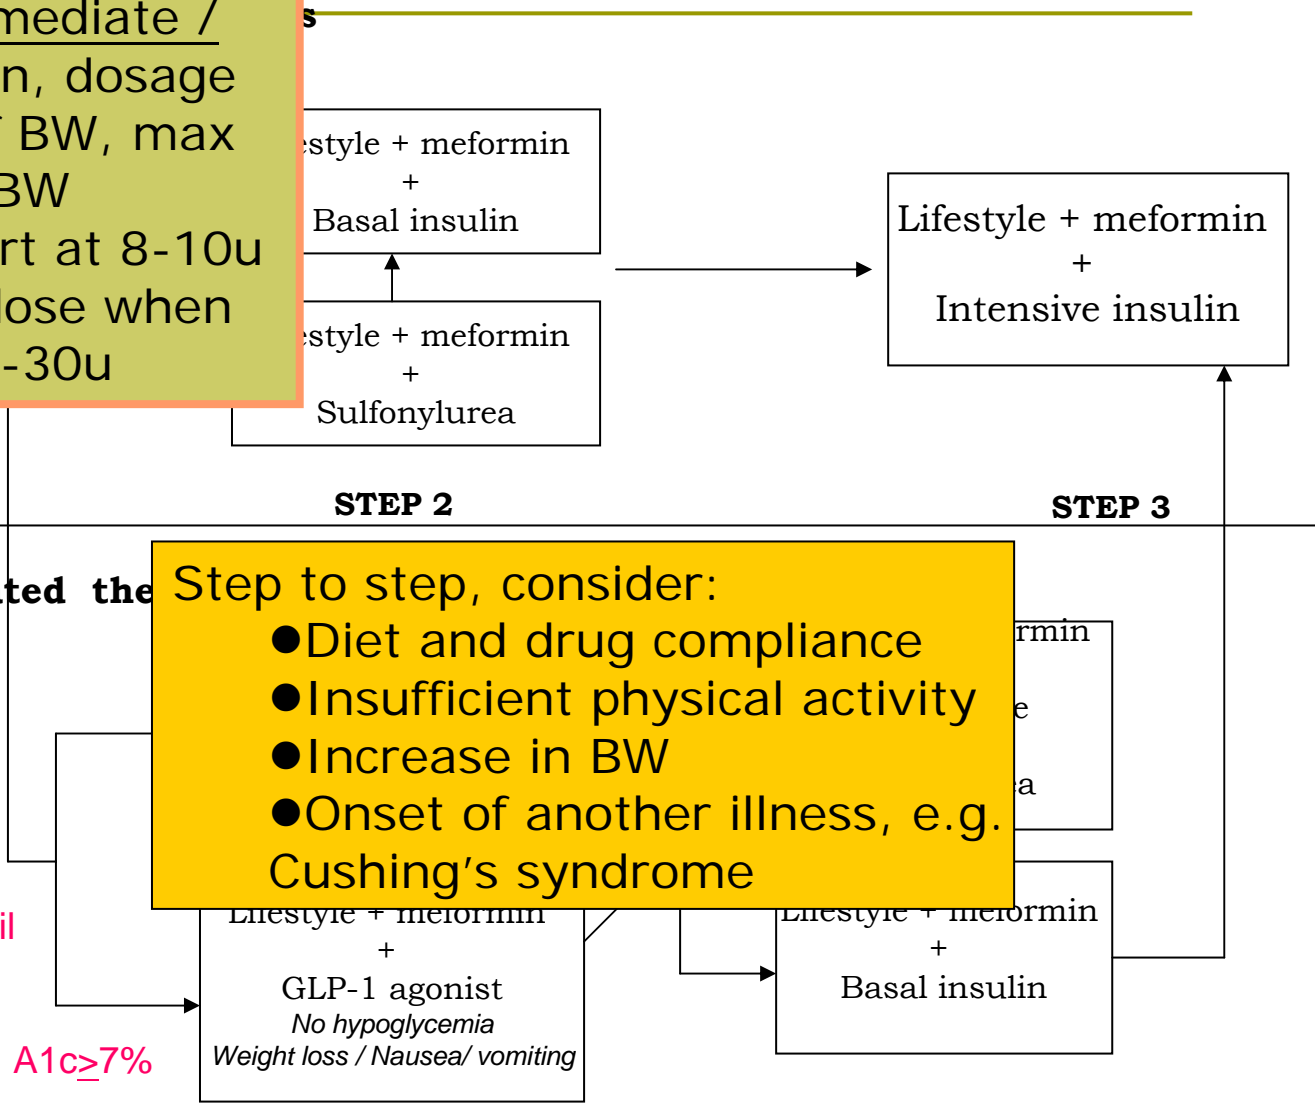 mediate /
n, dosage
BW, max
BW
rt at 8-10u
lose when
-30u
s
estyle + meformin
+
Basal insulin
estyle + meformin
+
Sulfonylurea
Lifestyle + meformin
+
Intensive insulin
STEP 2
STEP 3
ted the
Step to step, consider:
●Diet and drug compliance
●Insufficient physical activity
●Increase in BW
●Onset of another illness, e.g.
Cushing's syndrome
rmin
e
a
il
Lifestyle + meformin
+
GLP-1 agonist
No hypoglycemia
Weight loss / Nausea/ vomiting
Lifestyle + meformin
+
Basal insulin
A1c≥7%